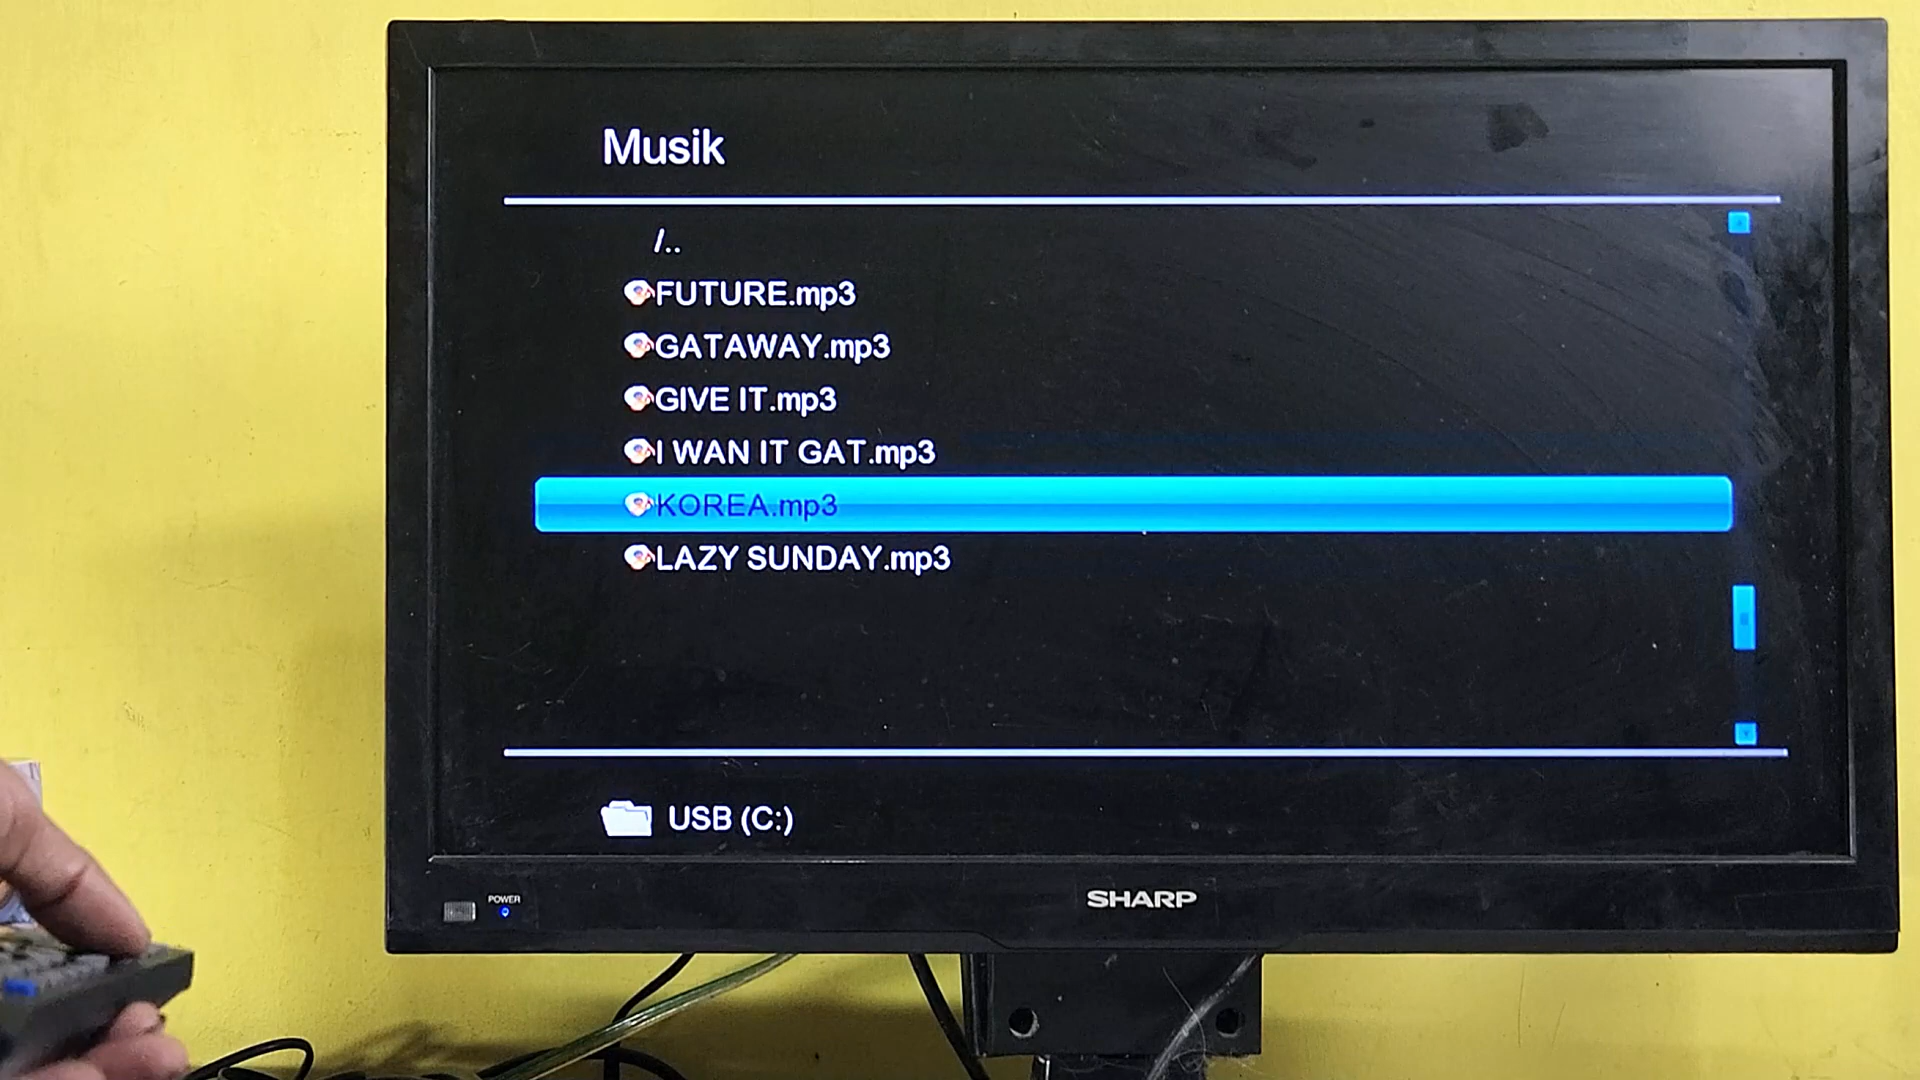 Musik
/..
FUTURE.mp3
GATAWAY.mp3
GIVE IT.mp3
I WAN IT GAT.mp3
KOREA.mp3
LAZY SUNDAY.mp3
USB (C:)
POWER
SHARP